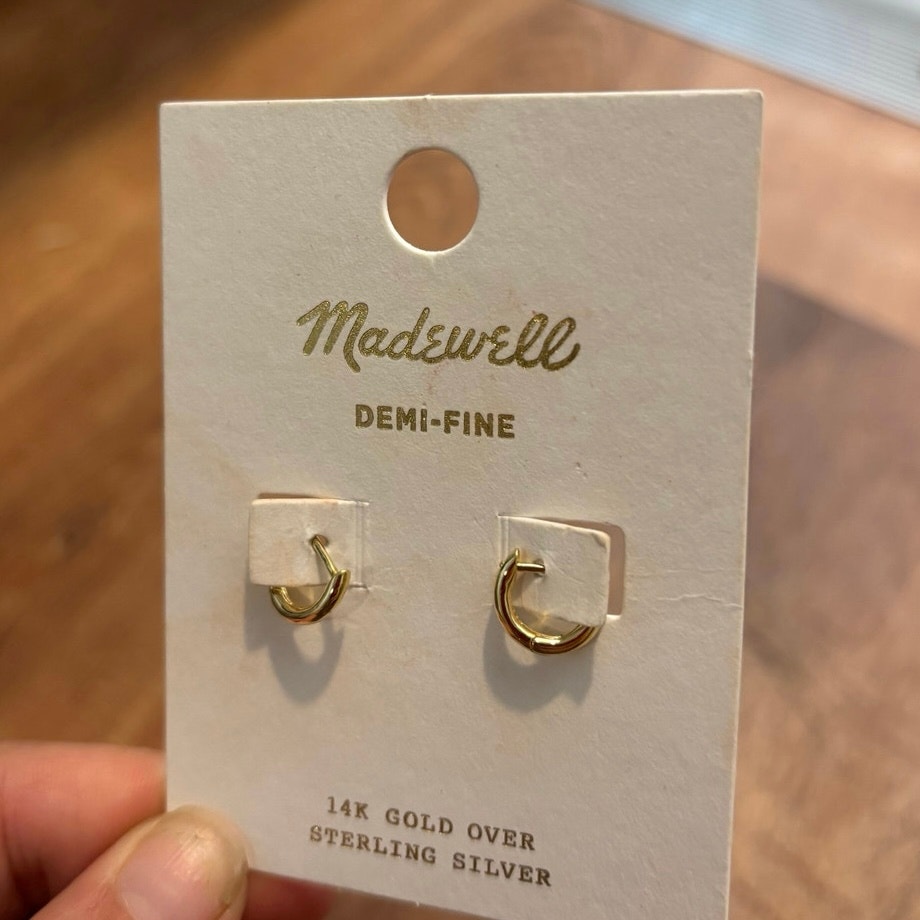 Madewell
DEMI-FINE
14K GOLD OVER
STERLING SILVER